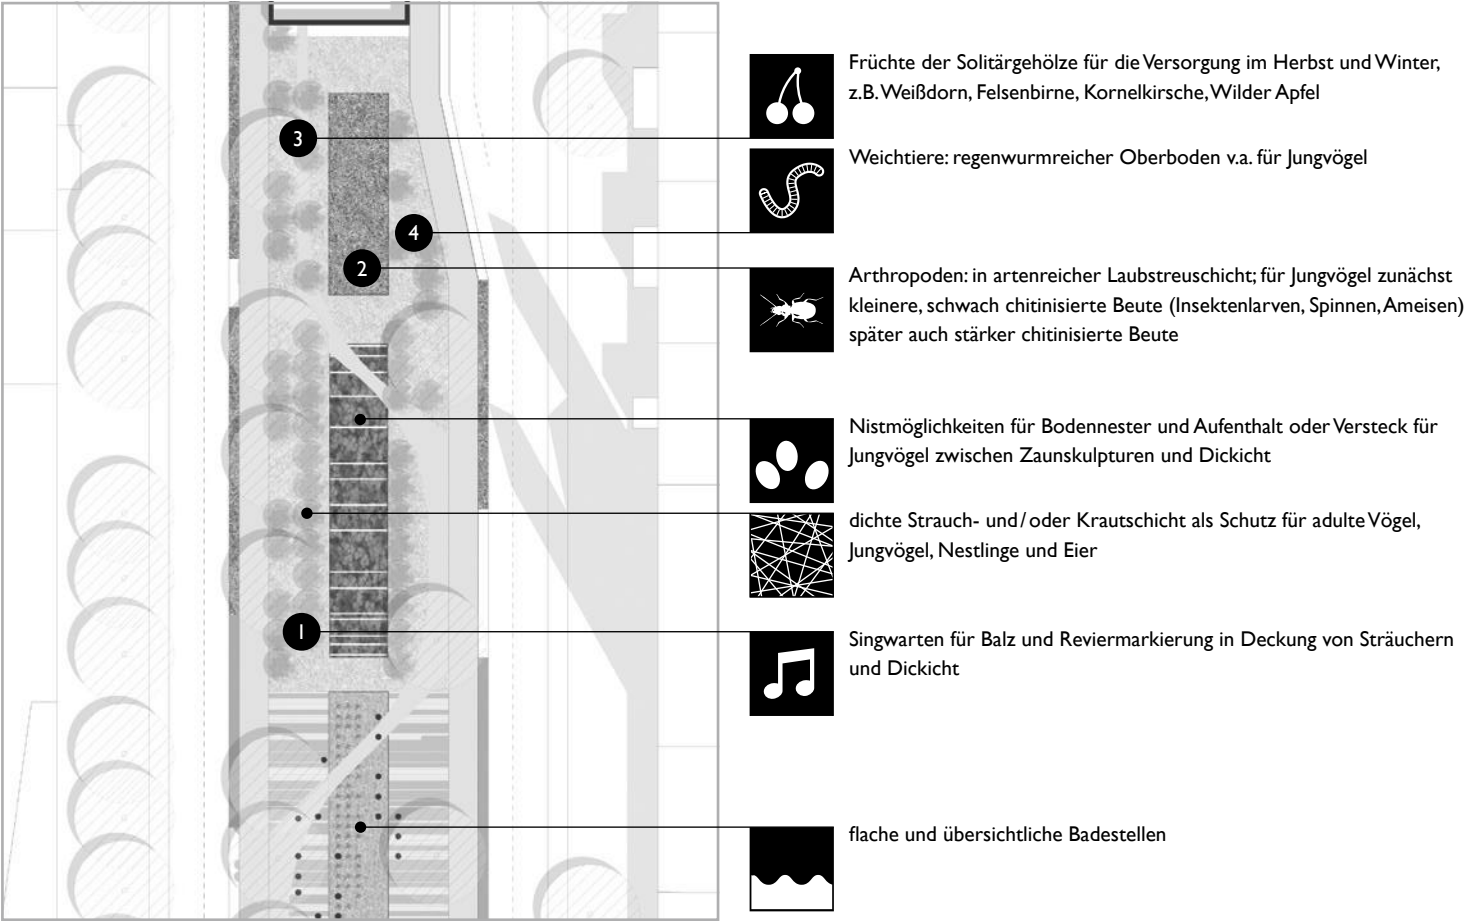 Früchte der Solitärgehölze für die Versorgung im Herbst und Winter,
z.B. Weißdorn, Felsenbirne, Kornelkirsche, Wilder Apfel
3
Weichtiere: regenwurmreicher Oberboden v.a. für Jungvögel
4
2
Arthropoden: in artenreicher Laubstreuschicht; für Jungvögel zunächst
kleinere, schwach chitinisierte Beute (Insektenlarven, Spinnen, Ameisen)
später auch stärker chitinisierte Beute
Nistmöglichkeiten für Bodennester und Aufenthalt oder Versteck für
Jungvögel zwischen Zaunskulpturen und Dickicht
dichte Strauch- und/oder Krautschicht als Schutz für adulte Vögel,
Jungvögel, Nestlinge und Eier
1
Singwarten für Balz und Reviermarkierung in Deckung von Sträuchern
und Dickicht
flache und übersichtliche Badestellen